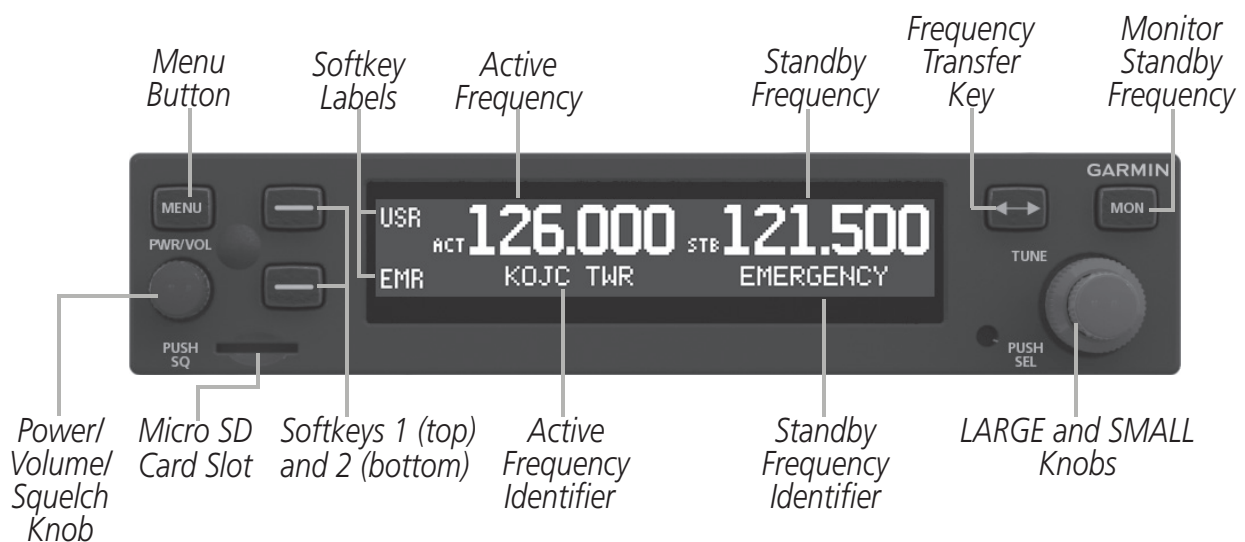 Menu
Button
Softkey
Labels
Active
Frequency
Standby
Frequency
Frequency
Transfer
Key
Monitor
Standby
Frequency
GARMIN
MENU
MON
PWR/VOL
TUNE
USR
ACT 126.000
STB 121.500
EMR
KOJC TWR
EMERGENCY
PUSH
SQ
PUSH
SEL
Power/
Volume/
Squelch
Knob
Micro SD
Card Slot
Softkeys 1 (top)
and 2 (bottom)
Active
Frequency
Identifier
Standby
Frequency
Identifier
LARGE and SMALL
Knobs